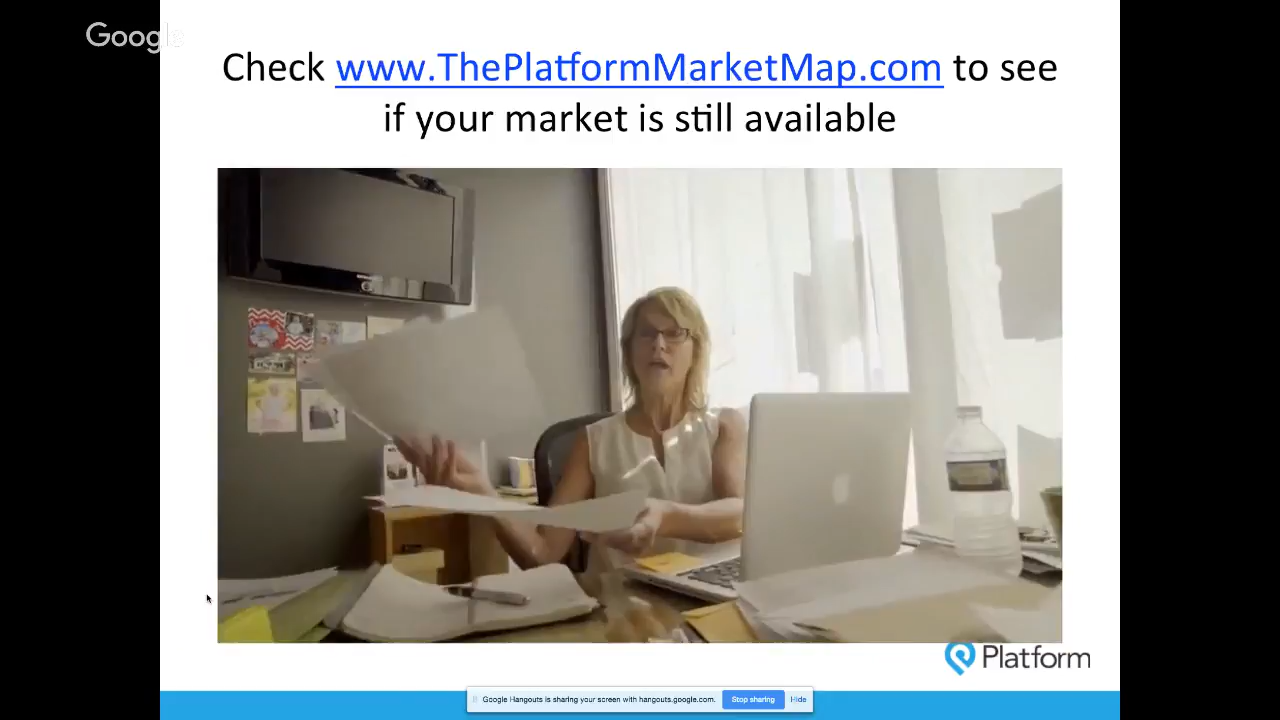 Google
Check www.ThePlatformMarketMap.com to see
if your market is still available
Platform
Google Hangouts is sharing your screen with hangouts.google.com. Stop sharing Hide